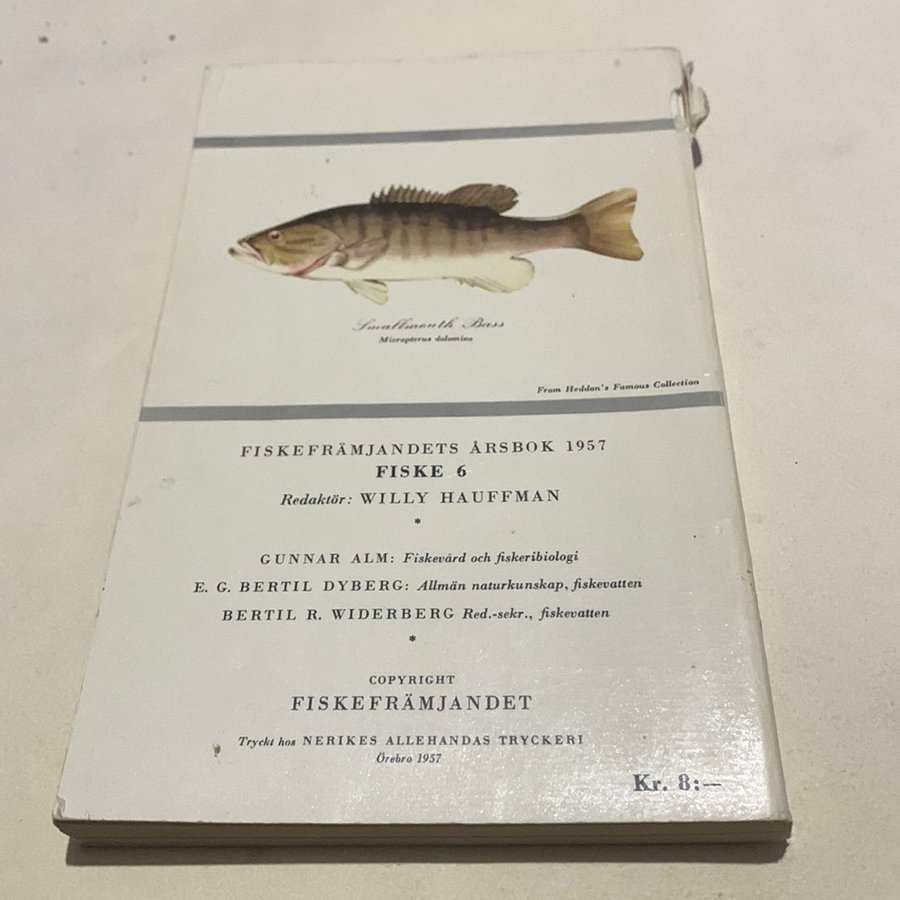 Smallmouth Bass
Micropterus dolomieu
From Heddon's Famous Collection
FISKEFRÄMJANDETS ÅRSBOK 1957
FISKE 6
Redaktör: WILLY HAUFFMAN
*
GUNNAR ALM: Fiskevård och fiskeribiologi
E. G. BERTIL DYBERG: Allmän naturkunskap, fiskevatten
BERTIL R. WIDERBERG Red.-sekr., fiskevatten
*
COPYRIGHT
FISKEFRÄMJANDET
Tryckt hos NERIKES ALLEHANDAS TRYCKERI
Örebro 1957
Kr. 8:—